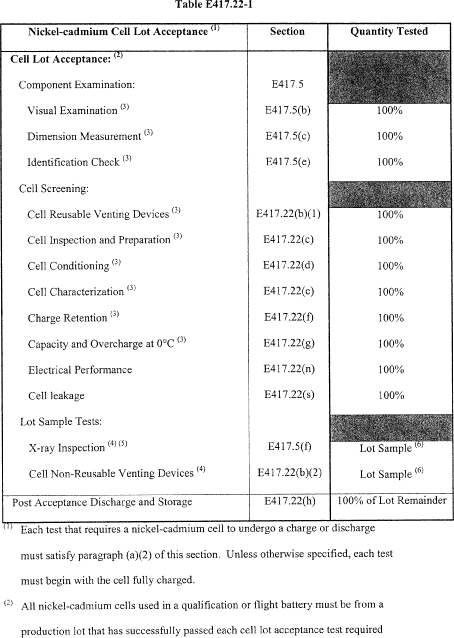 Table E417.22-1
Nickel-cadmium Cell Lot Acceptance (1) Section Quantity Tested
Cell Lot Acceptance: (2)
Component Examination: E417.5
Visual Examination (3) E417.5(b) 100%
Dimension Measurement (3) E417.5(c) 100%
Identification Check (3) E417.5(e) 100%
Cell Screening:
Cell Reusable Venting Devices (3) E417.22(b)(1) 100%
Cell Inspection and Preparation (3) E417.22(c) 100%
Cell Conditioning (3) E417.22(d) 100%
Cell Characterization (3) E417.22(e) 100%
Charge Retention (3) E417.22(f) 100%
Capacity and Overcharge at 0°C (3) E417.22(g) 100%
Electrical Performance E417.22(n) 100%
Cell leakage E417.22(s) 100%
Lot Sample Tests:
X-ray Inspection (4) (5) E417.5(f) Lot Sample (6)
Cell Non-Reusable Venting Devices (4) E417.22(b)(2) Lot Sample (6)
Post Acceptance Discharge and Storage E417.22(h) 100% of Lot Remainder
(1) Each test that requires a nickel-cadmium cell to undergo a charge or discharge
must satisfy paragraph (a)(2) of this section. Unless otherwise specified, each test
must begin with the cell fully charged.
(2) All nickel-cadmium cells used in a qualification or flight battery must be from a
production lot that has successfully passed each cell lot acceptance test required